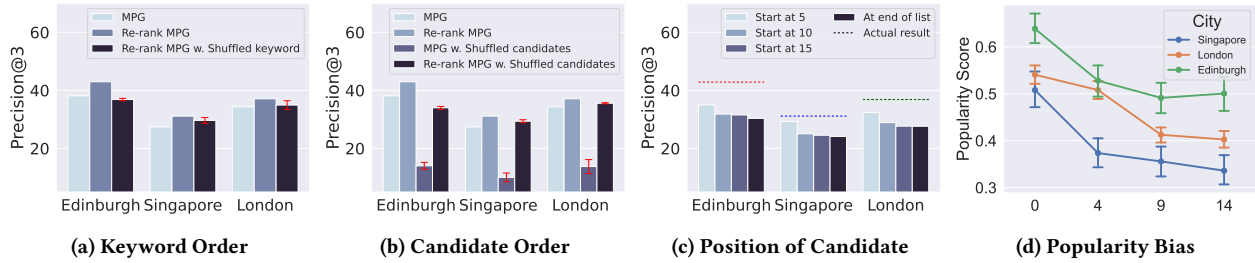 Precision@3
60
40
20
MPG
Re-rank MPG
Re-rank MPG w. Shuffled keyword
Edinburgh Singapore London
(a) Keyword Order
Precision@3
60
40
20
MPG
Re-rank MPG
MPG w. Shuffled candidates
Re-rank MPG w. Shuffled candidates
Edinburgh Singapore London
(b) Candidate Order
Precision@3
60
40
20
Start at 5
Start at 10
Start at 15
At end of list
Actual result
Edinburgh Singapore London
(c) Position of Candidate
Popularity Score
0.6
0.5
0.4
0.3
City
Singapore
London
Edinburgh
0 4 9 14
(d) Popularity Bias